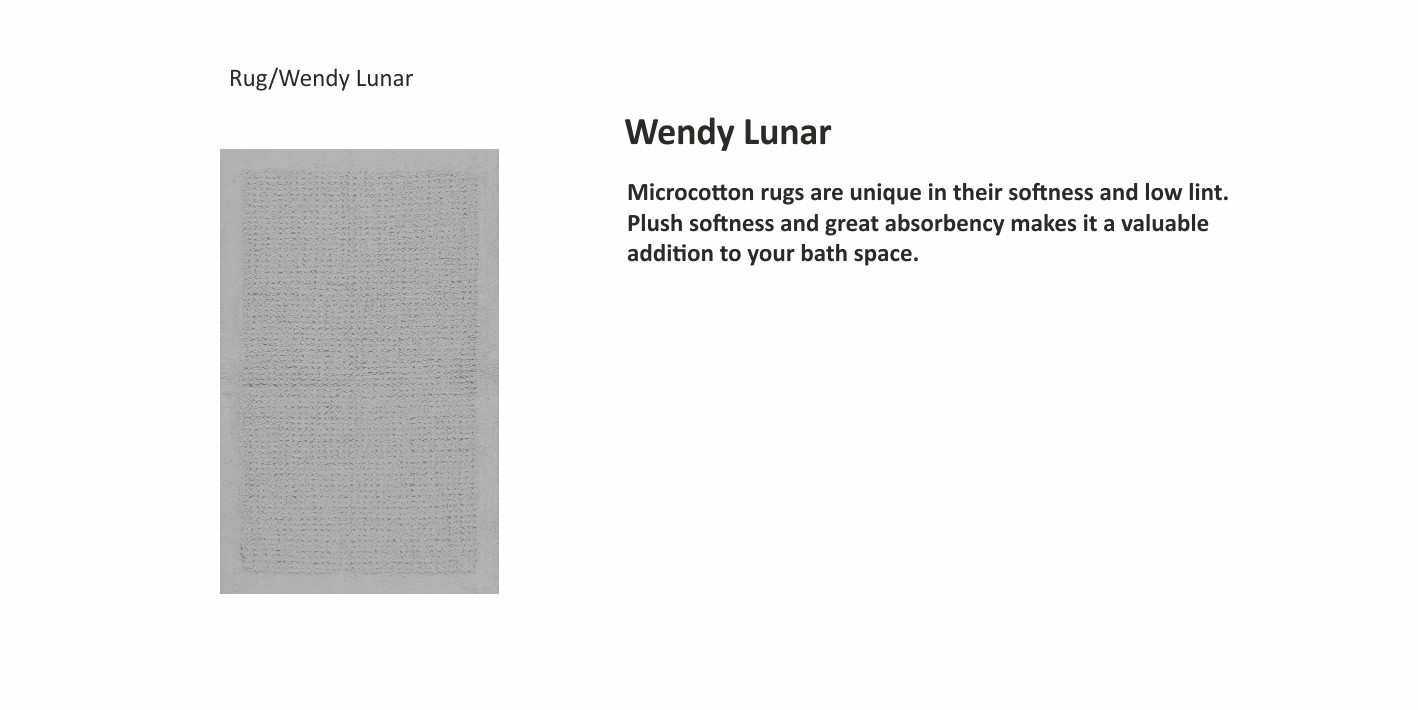 Rug/Wendy Lunar
Wendy Lunar
Microcotton rugs are unique in their softness and low lint.
Plush softness and great absorbency makes it a valuable
addition to your bath space.